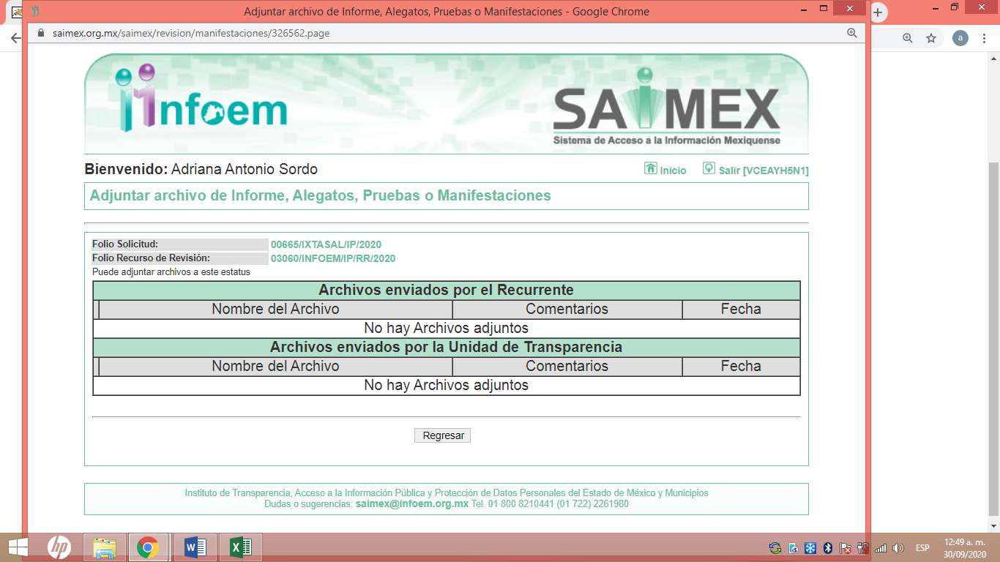 Adjuntar archivo de Informe, Alegatos, Pruebas o Manifestaciones - Google Chrome
saimex.org.mx/saimex/revision/manifestaciones/326562.page
a
infoem
SAIMEX
Sistema de Acceso a la Información Mexiquense
Bienvenido: Adriana Antonio Sordo
Inicio Salir [VCEAYH5N1]
Adjuntar archivo de Informe, Alegatos, Pruebas o Manifestaciones
Folio Solicitud: 00665/IXTASAL/IP/2020
Folio Recurso de Revisión: 03060/INFOEM/IP/RR/2020
Puede adjuntar archivos a este estatus
Archivos enviados por el Recurrente
Nombre del Archivo Comentarios Fecha
No hay Archivos adjuntos
Archivos enviados por la Unidad de Transparencia
Nombre del Archivo Comentarios Fecha
No hay Archivos adjuntos
Regresar
Instituto de Transparencia, Acceso a la Información Pública y Protección de Datos Personales del Estado de México y Municipios
Dudas o sugerencias: saimex@infoem.org.mx Tel. 01 800 8210441 (01 722) 2261980
hp
ESP
12:49 a. m.
30/09/2020